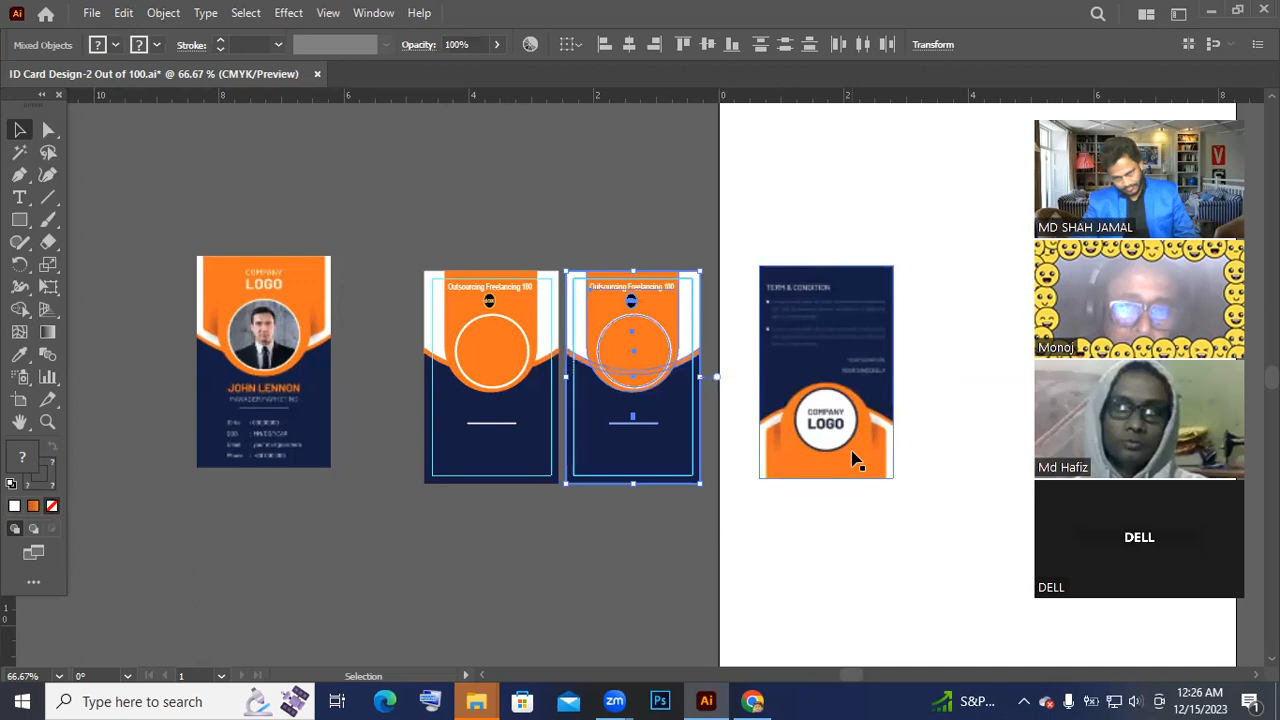 File Edit Object Type Select Effect View Window Help
Mixed Objects ? ? Stroke: Opacity: 100% Transform
ID Card Design-2 Out of 100.ai* @ 66.67 % (CMYK/Preview)
10 8 6 4 2 0 2 4 6 8
COMPANY
LOGO
JOHN LENNON
Outsourcing Freelancing 100
Outsourcing Freelancing 100
TERM & CONDITION
COMPANY
LOGO
MD SHAH JAMAL
Monoj
Md Hafiz
DELL
DELL
66.67% 0° 1 Selection
Type here to search
S&P...
12:26 AM
12/15/2023